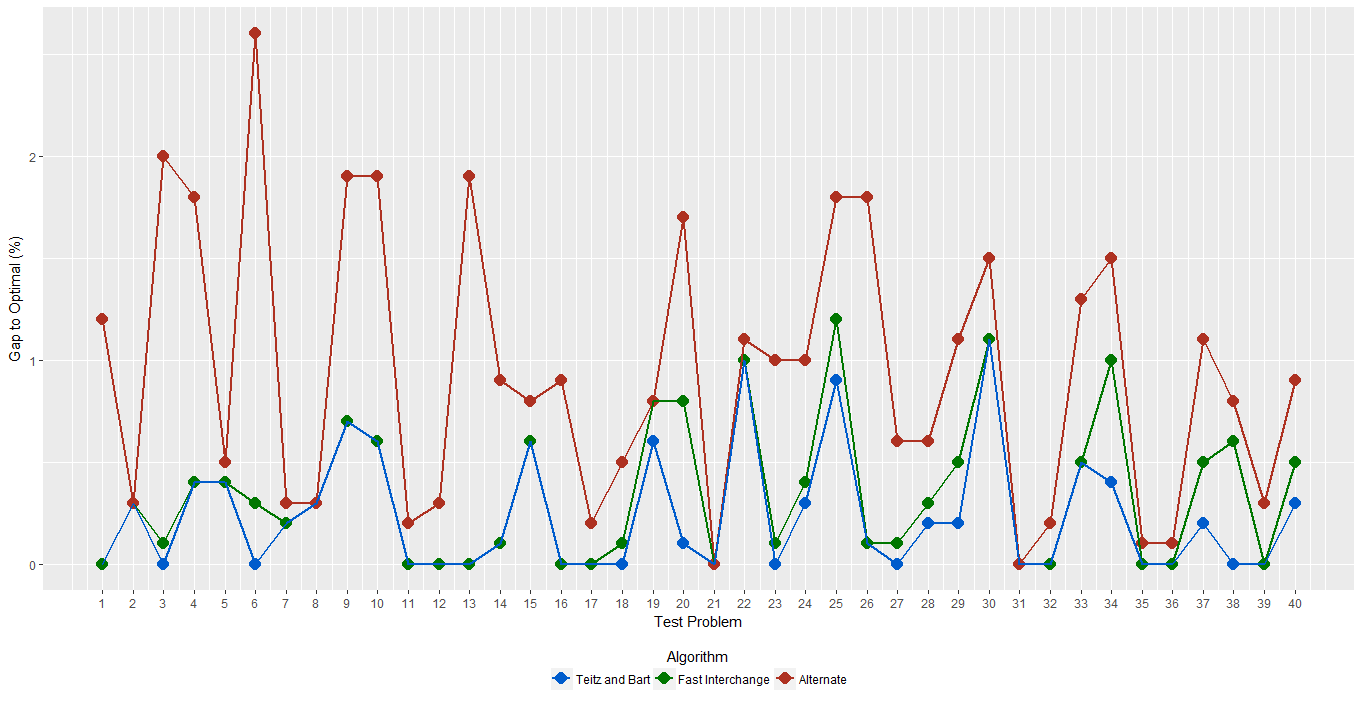 Gap to Optimal (%)
2
1
0
1 2 3 4 5 6 7 8 9 10 11 12 13 14 15 16 17 18 19 20 21 22 23 24 25 26 27 28 29 30 31 32 33 34 35 36 37 38 39 40
Test Problem
Algorithm
Teitz and Bart Fast Interchange Alternate